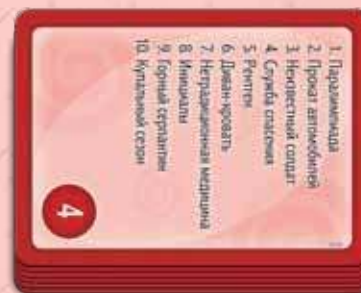 1. Паралимпиада
2. Прокат автомобилей
3. Неизвестный солдат
4. Служба спасения
5. Рентген
6. Диван-кровать
7. Нетрадиционная медицина
8. Инициалы
9. Горный серпантин
10. Купальный сезон
4